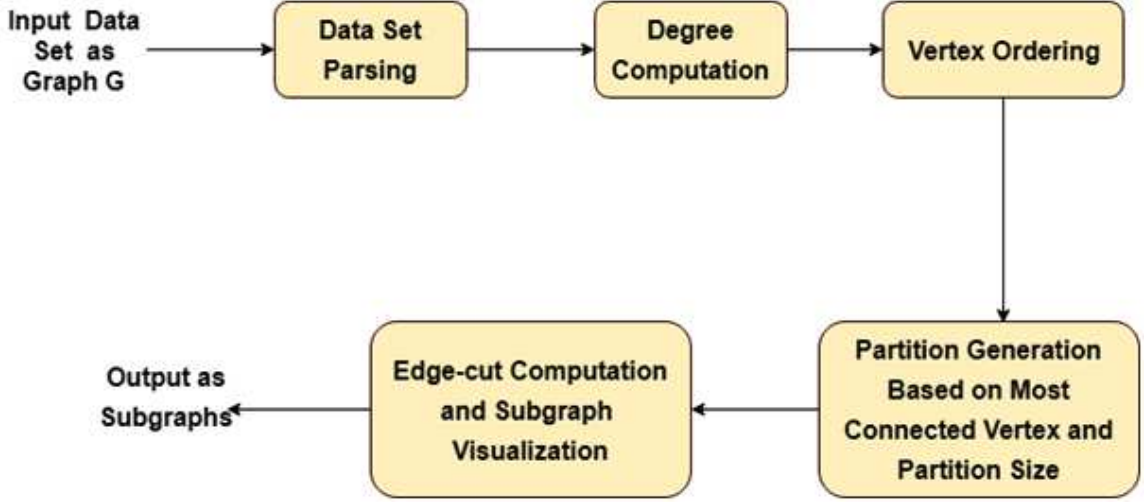 Input Data
Set as
Graph G
Data Set
Parsing
Degree
Computation
Vertex Ordering
Partition Generation
Based on Most
Connected Vertex and
Partition Size
Edge-cut Computation
and Subgraph
Visualization
Output as
Subgraphs